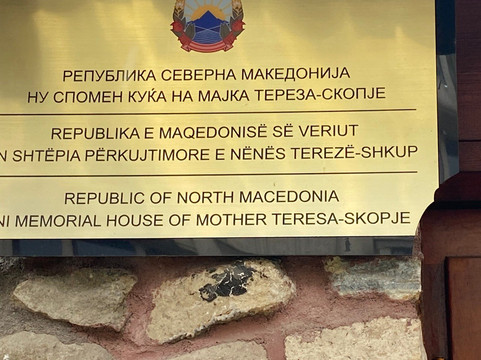 РЕПУБЛИКА СЕВЕРНА МАКЕДОНИЈА
НУ СПОМЕН КУЌА НА МАЈКА ТЕРЕЗА-СКОПЈЕ
REPUBLIKA E MAQEDONISË SË VERIUT
N SHTËPIA PËRKUJTIMORE E NËNËS TEREZË-SHKUP
REPUBLIC OF NORTH MACEDONIA
NI MEMORIAL HOUSE OF MOTHER TERESA-SKOPJE